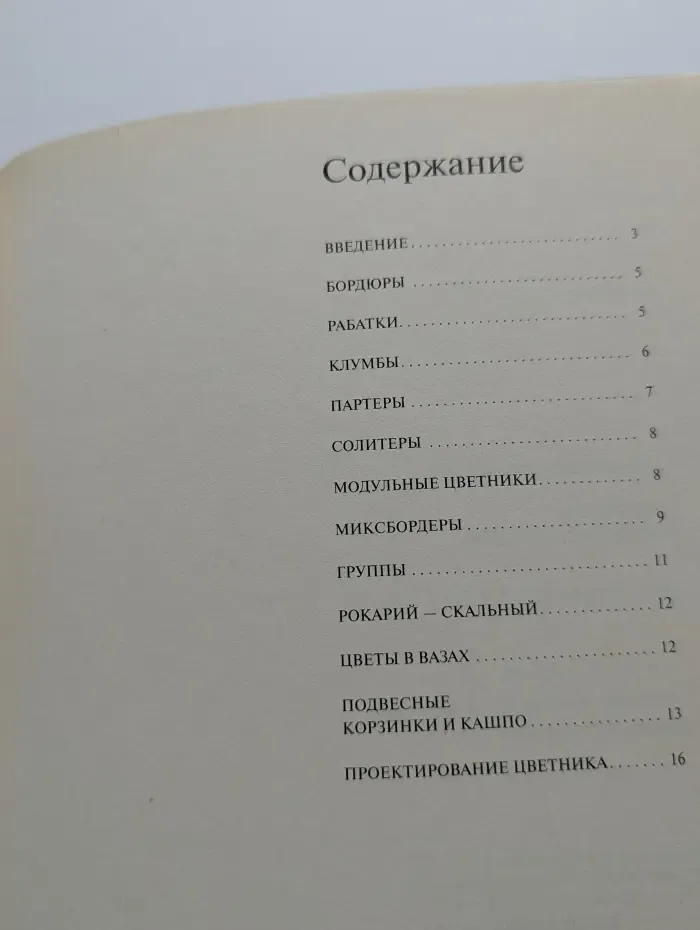 Содержание
ВВЕДЕНИЕ........................... 3
БОРДЮРЫ ........................... 5
РАБАТКИ............................. 5
КЛУМБЫ............................. 6
ПАРТЕРЫ ............................ 7
СОЛИТЕРЫ .......................... 8
МОДУЛЬНЫЕ ЦВЕТНИКИ............. 8
МИКСБОРДЕРЫ ...................... 9
ГРУППЫ ............................. 11
РОКАРИЙ — СКАЛЬНЫЙ.............. 12
ЦВЕТЫ В ВАЗАХ ...................... 12
ПОДВЕСНЫЕ
КОРЗИНКИ И КАШПО ................ 13
ПРОЕКТИРОВАНИЕ ЦВЕТНИКА....... 16